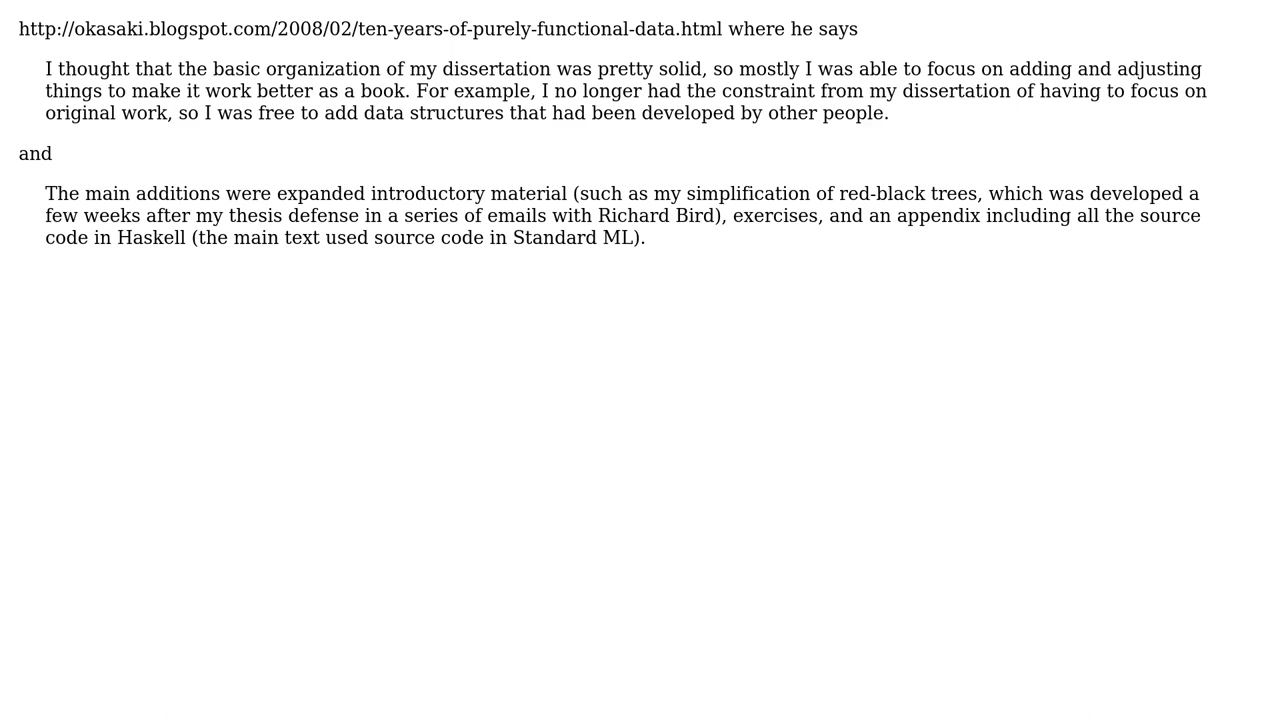 http://okasaki.blogspot.com/2008/02/ten-years-of-purely-functional-data.html where he says
I thought that the basic organization of my dissertation was pretty solid, so mostly I was able to focus on adding and adjusting
things to make it work better as a book. For example, I no longer had the constraint from my dissertation of having to focus on
original work, so I was free to add data structures that had been developed by other people.
and
The main additions were expanded introductory material (such as my simplification of red-black trees, which was developed a
few weeks after my thesis defense in a series of emails with Richard Bird), exercises, and an appendix including all the source
code in Haskell (the main text used source code in Standard ML).